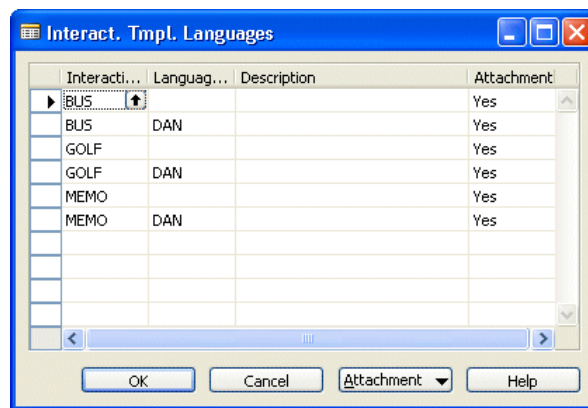 Interact. Tmpl. Languages
Interacti... Languag... Description Attachment
BUS Yes
BUS DAN Yes
GOLF Yes
GOLF DAN Yes
MEMO Yes
MEMO DAN Yes
OK Cancel Attachment Help